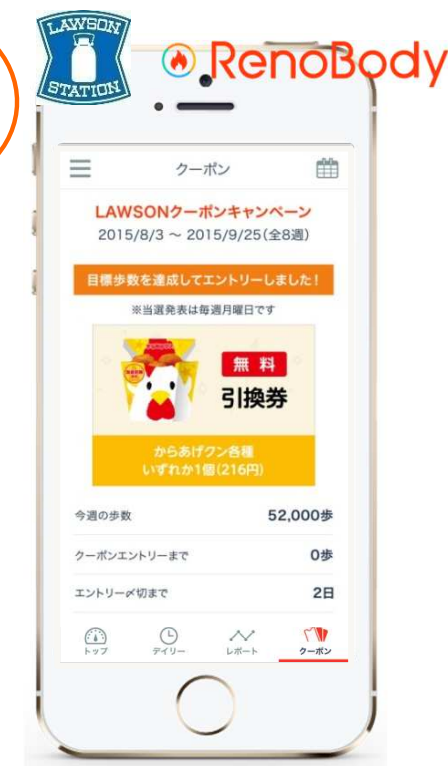 LAWSON
STATION
RenoBody
クーポン
LAWSONクーポンキャンペーン
2015/8/3 ～ 2015/9/25(全8週)
目標歩数を達成してエントリーしました！
※当選発表は毎週月曜日です
無料
引換券
からあげクン各種
いずれか1個(216円)
今週の歩数 52,000歩
クーポンエントリーまで 0歩
エントリー〆切まで 2日
トップ デイリー レポート クーポン